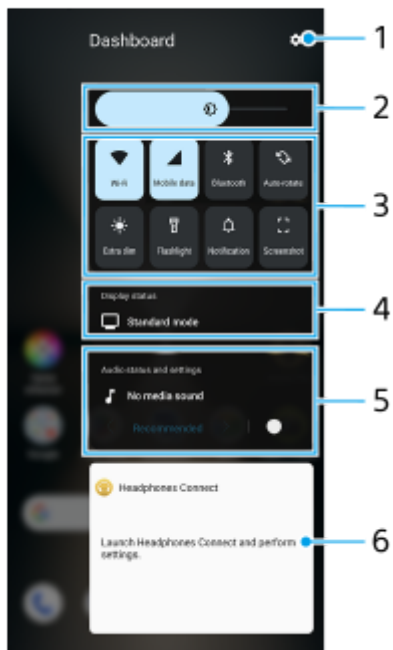 Dashboard
1
2
Wi-Fi Mobile data Bluetooth Auto-rotate
3
Extra dim Flashlight Notification Screenshot
Display status
Standard mode
4
Audio status and settings
No media sound
5
Recommended
Headphones Connect
Launch Headphones Connect and perform
settings.
6